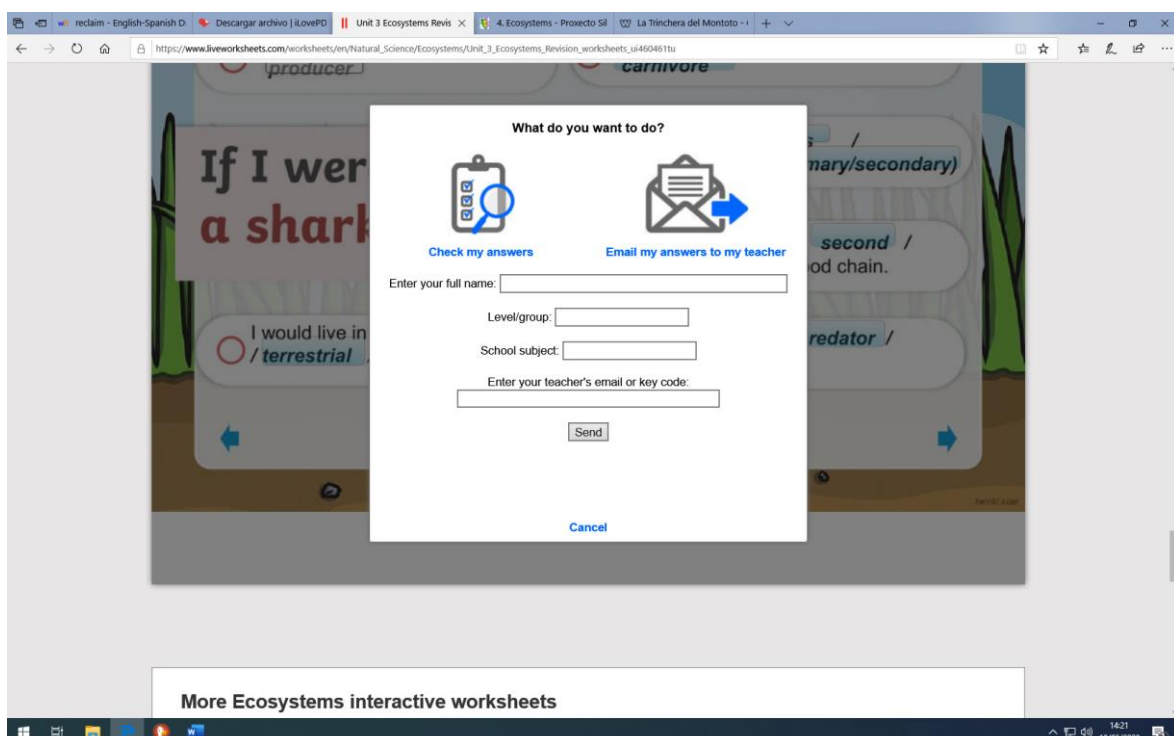 reclaim - English-Spanish D
Descargar archivo | iLovePD
Unit 3 Ecosystems Revis
4. Ecosystems - Proxecto Sil
La Trinchera del Montoto -
https://www.liveworksheets.com/worksheets/en/Natural_Science/Ecosystems/Unit_3_Ecosystems_Revision_worksheets_ui460461tu
producer
carnivore
What do you want to do?
/
mary/secondary)
If I wer
a shark
Check my answers
Email my answers to my teacher
second /
od chain.
Enter your full name:
Level/group:
I would live in
/ terrestrial
School subject:
redator /
Enter your teacher's email or key code:
Send
Cancel
More Ecosystems interactive worksheets
14:21